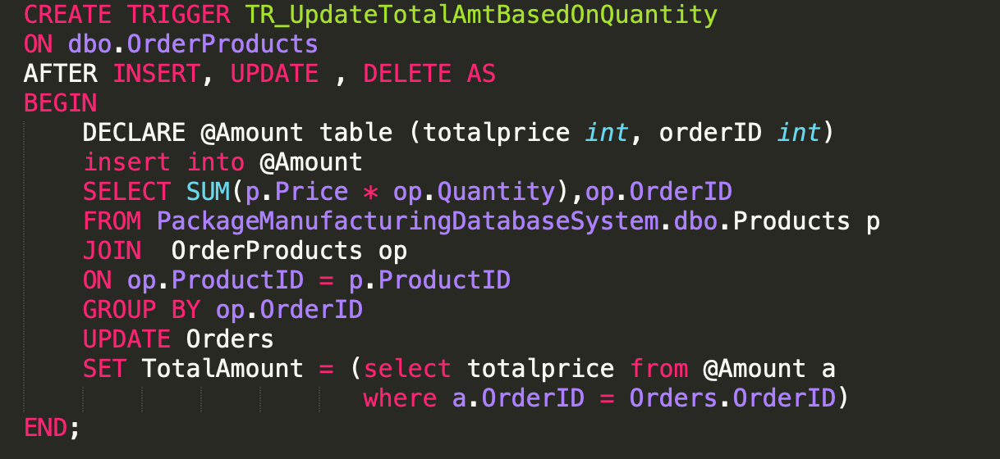 CREATE TRIGGER TR_UpdateTotalAmtBasedOnQuantity
ON dbo.OrderProducts
AFTER INSERT, UPDATE , DELETE AS
BEGIN
    DECLARE @Amount table (totalprice int, orderID int)
    insert into @Amount
    SELECT SUM(p.Price * op.Quantity),op.OrderID
    FROM PackageManufacturingDatabaseSystem.dbo.Products p
    JOIN  OrderProducts op
    ON op.ProductID = p.ProductID
    GROUP BY op.OrderID
    UPDATE Orders
    SET TotalAmount = (select totalprice from @Amount a
                       where a.OrderID = Orders.OrderID)
END;